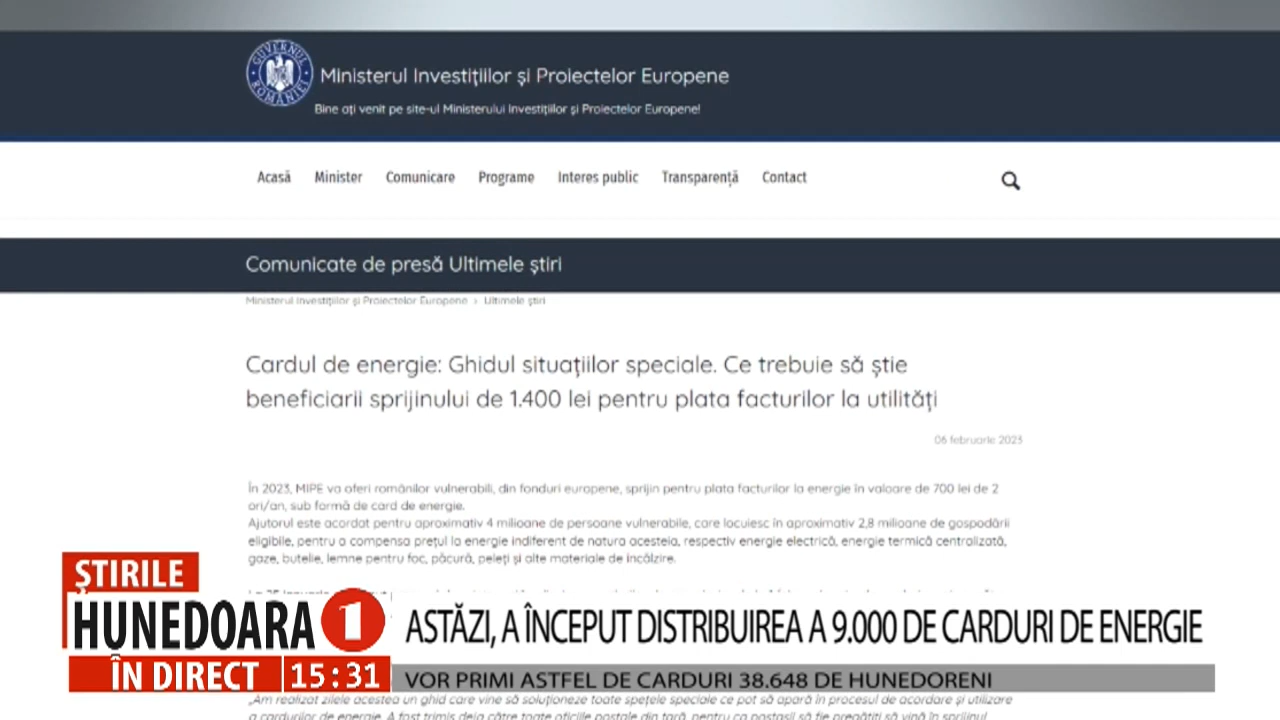 GUVERNUL ROMÂNIEI
Ministerul Investițiilor și Proiectelor Europene
Bine ați venit pe site-ul Ministerului Investițiilor și Proiectelor Europene!
Acasă Minister Comunicare Programe Interes public Transparență Contact
Comunicate de presă Ultimele știri
Ministerul Investițiilor și Proiectelor Europene › Ultimele știri
Cardul de energie: Ghidul situațiilor speciale. Ce trebuie să știe
beneficiarii sprijinului de 1.400 lei pentru plata facturilor la utilități
06 februarie 2023
În 2023, MIPE va oferi românilor vulnerabili, din fonduri europene, sprijin pentru plata facturilor la energie în valoare de 700 lei de 2
ori/an, sub formă de card de energie.
Ajutorul este acordat pentru aproximativ 4 milioane de persoane vulnerabile, care locuiesc în aproximativ 2,8 milioane de gospodării
eligibile, pentru a compensa prețul la energie indiferent de natura acesteia, respectiv energie electrică, energie termică centralizată,
gaze, butelie, lemne pentru foc, păcură, peleți și alte materiale de încălzire.
ȘTIRILE
HUNEDOARA 1
ÎN DIRECT 15:31
ASTĂZI, A ÎNCEPUT DISTRIBUIREA A 9.000 DE CARDURI DE ENERGIE
VOR PRIMI ASTFEL DE CARDURI 38.648 DE HUNEDORENI
„Am realizat zilele acestea un ghid care vine să soluționeze toate spețele speciale ce pot să apară în procesul de acordare și utilizare
a cardurilor de energie. A fost trimis deja către toate oficiile poștale din țară, pentru ca poștașii să fie pregătiți să vină în sprijinul